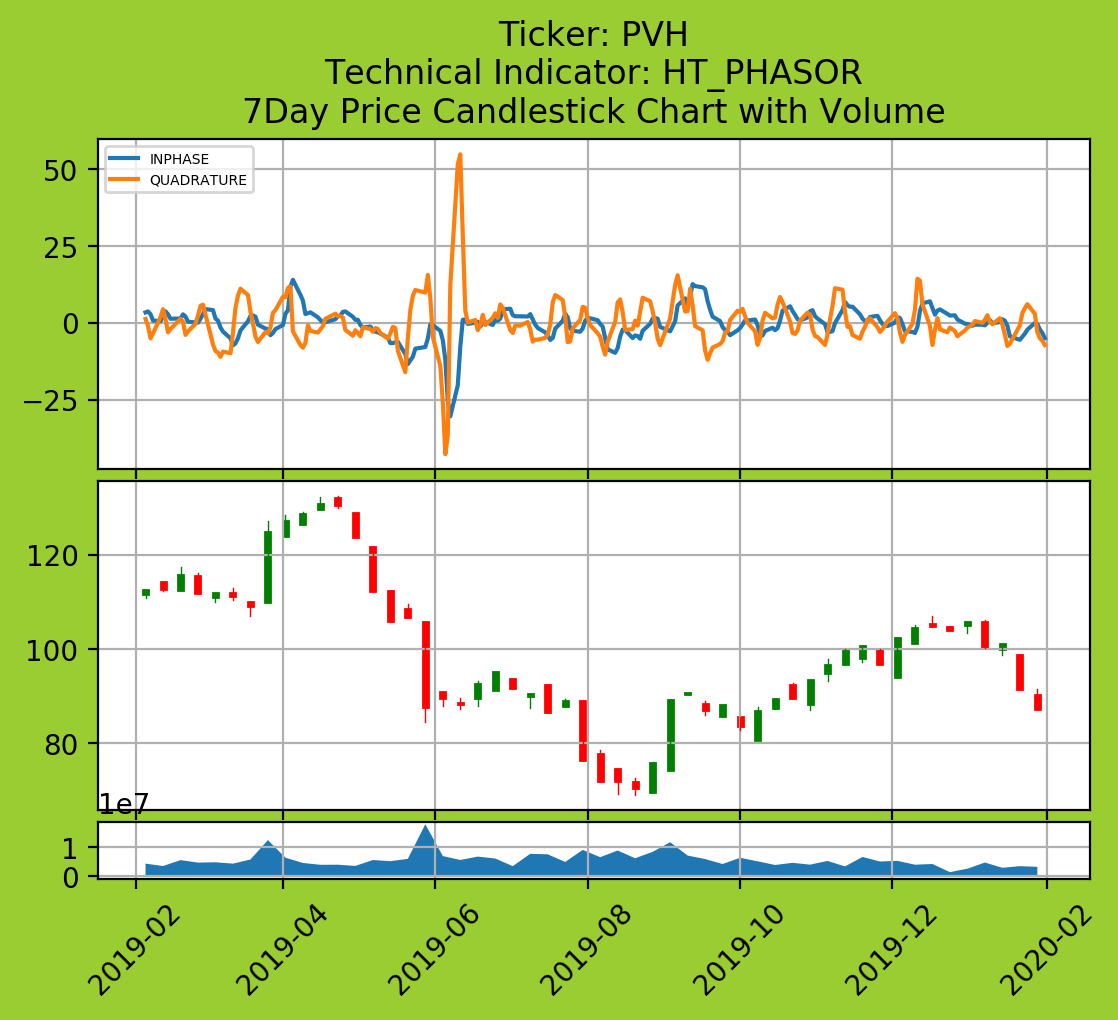 Ticker: PVH
Technical Indicator: HT_PHASOR
7Day Price Candlestick Chart with Volume
INPHASE
QUADRATURE
50
25
0
−25
120
100
80
1e7
1
0
2019-02
2019-04
2019-06
2019-08
2019-10
2019-12
2020-02